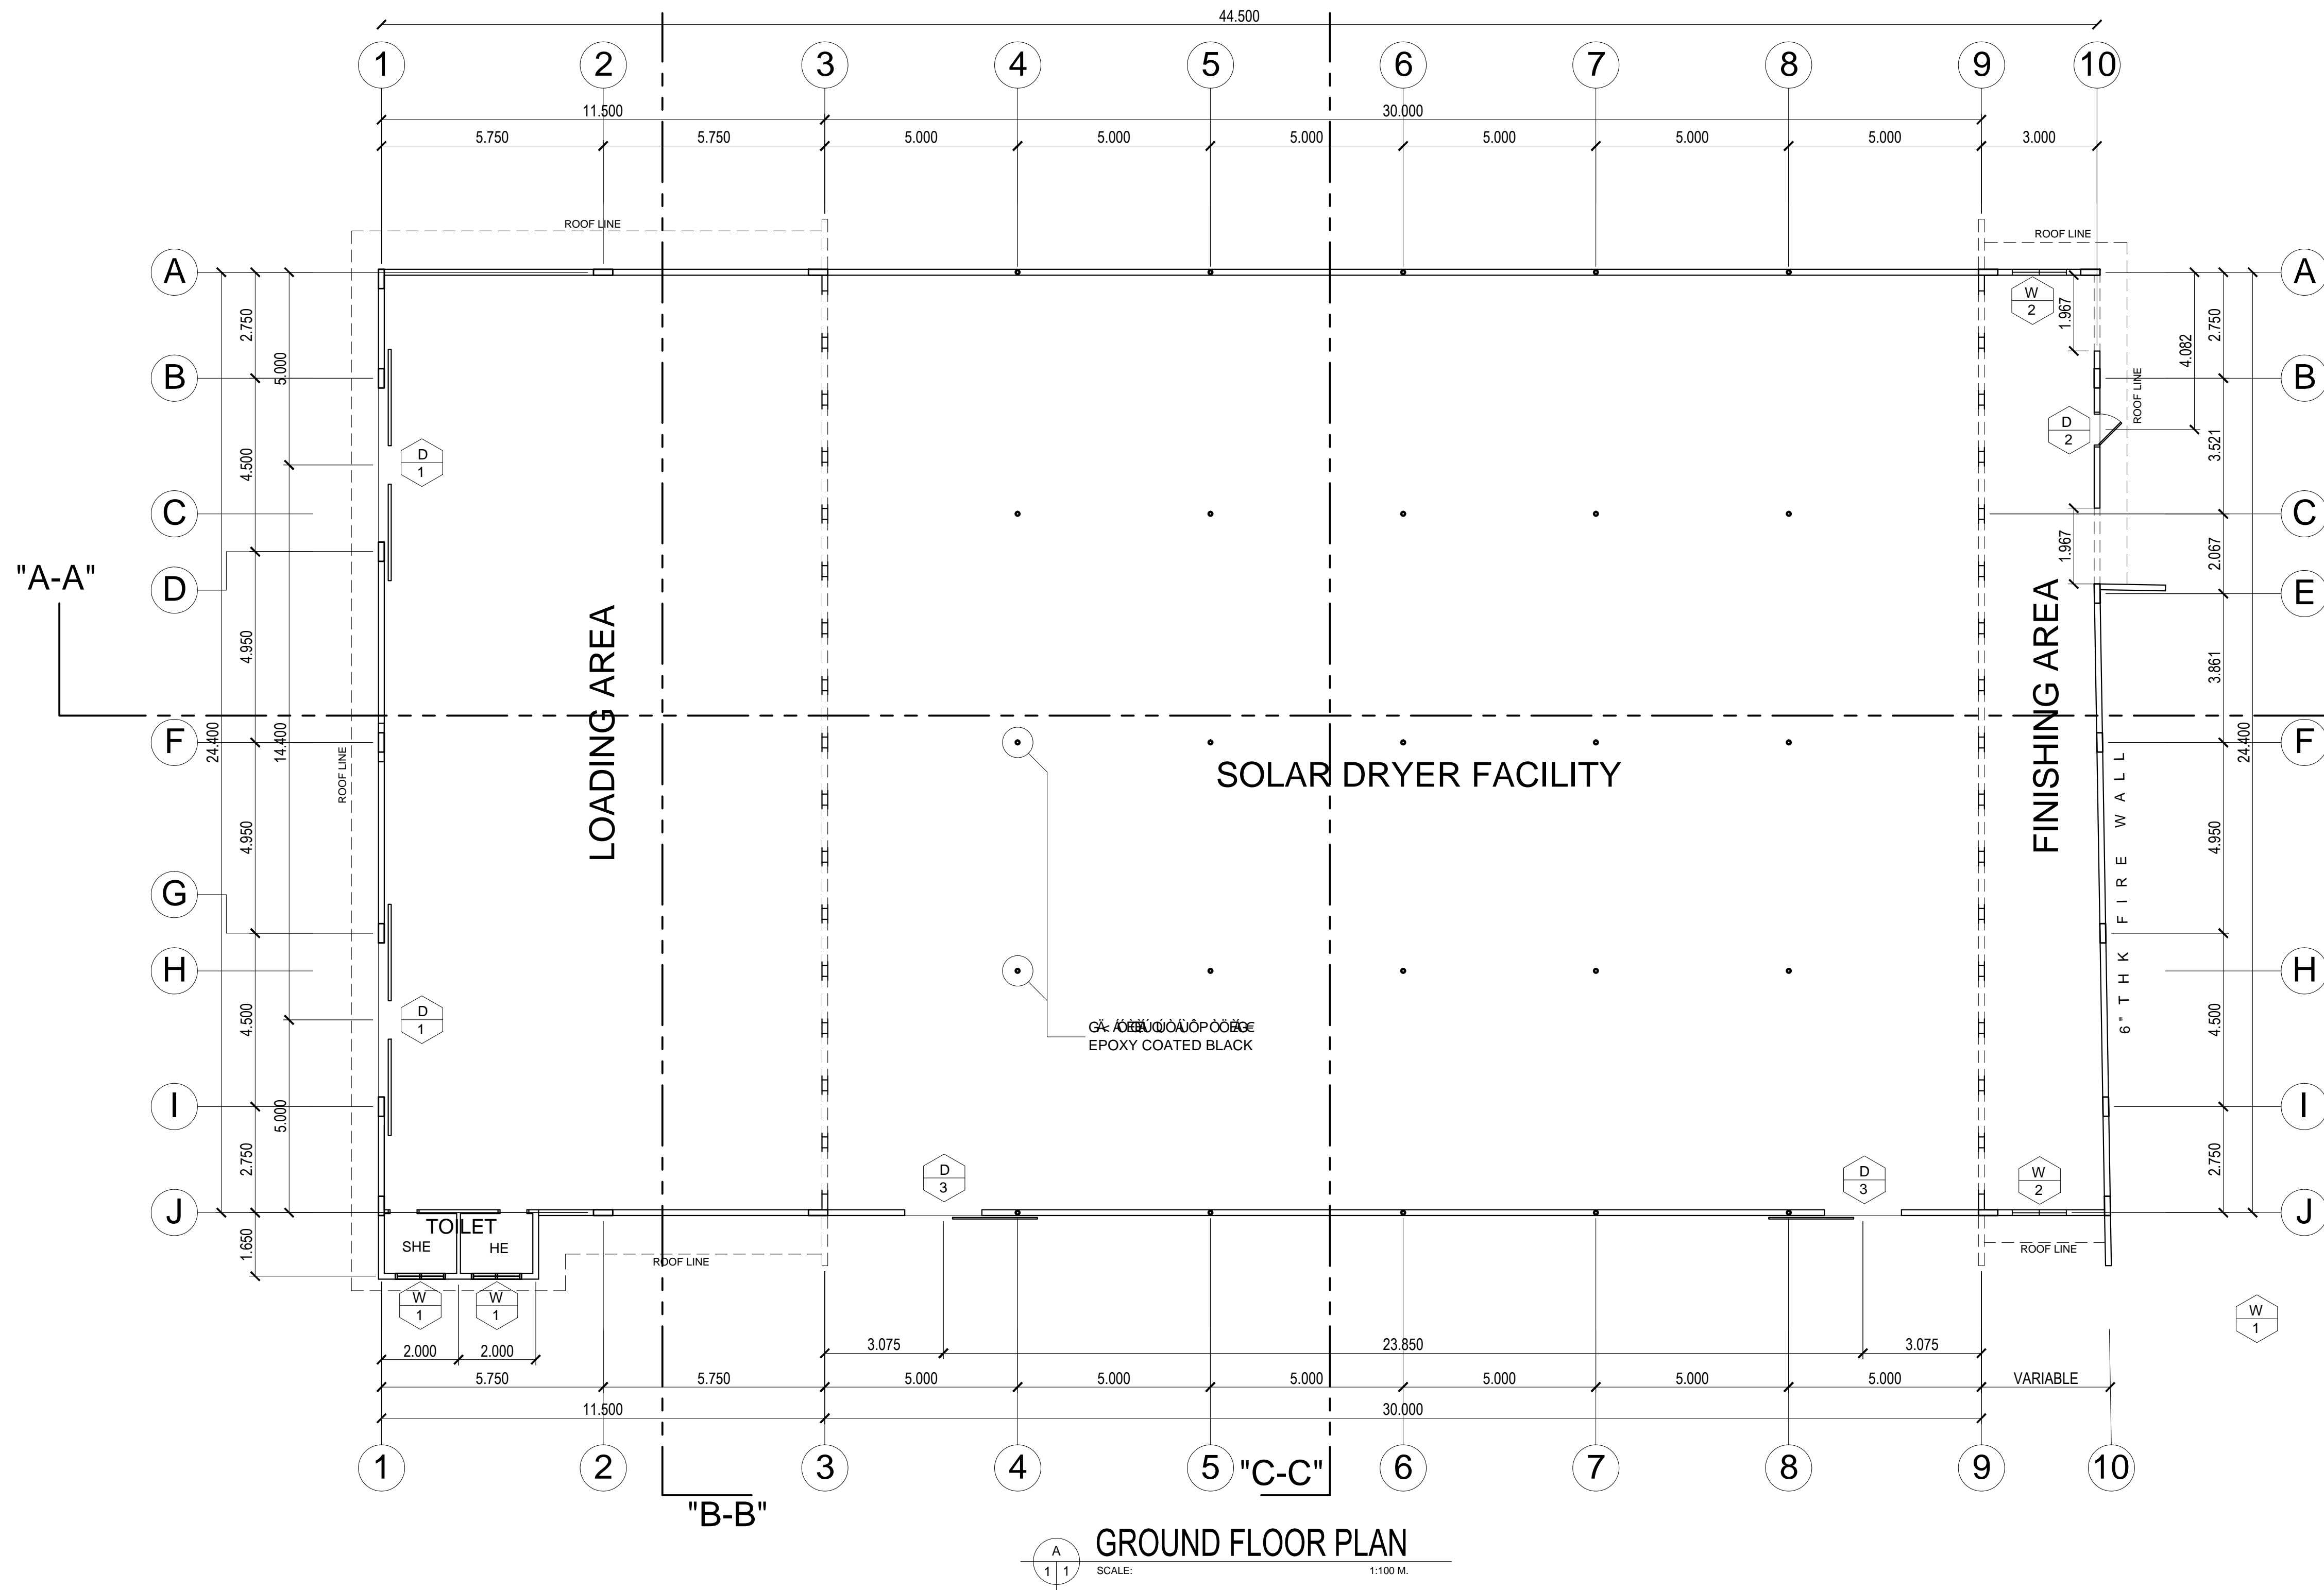 44.500
1 2 3 4 5 6 7 8 9 10
11.500 30.000
5.750 5.750 5.000 5.000 5.000 5.000 5.000 5.000 3.000
ROOF LINE
ROOF LINE
A A
B B
C C
D E
F F
G H
H I
I J
J
2.750
4.500
4.950
4.950
4.500
2.750
1.650
5.000
14.400
5.000
24.400
ROOF LINE
"A-A"
D
1
D
1
LOADING AREA
SOLAR DRYER FACILITY
FINISHING AREA
EPOXY COATED BLACK
W
2
1.967
D
2
1.967
4.082
ROOF LINE
2.750
3.521
2.067
3.861
4.950
4.500
2.750
24.400
6" THK FIRE WALL
D
3
D
3
W
2
TOILET
SHE HE
ROOF LINE
ROOF LINE
W
1
W
1
W
1
2.000 2.000
3.075 23.850 3.075
5.750 5.750 5.000 5.000 5.000 5.000 5.000 5.000 VARIABLE
11.500 30.000
1 2 3 4 5 6 7 8 9 10
"B-B"
"C-C"
A
1 1
GROUND FLOOR PLAN
SCALE: 1:100 M.